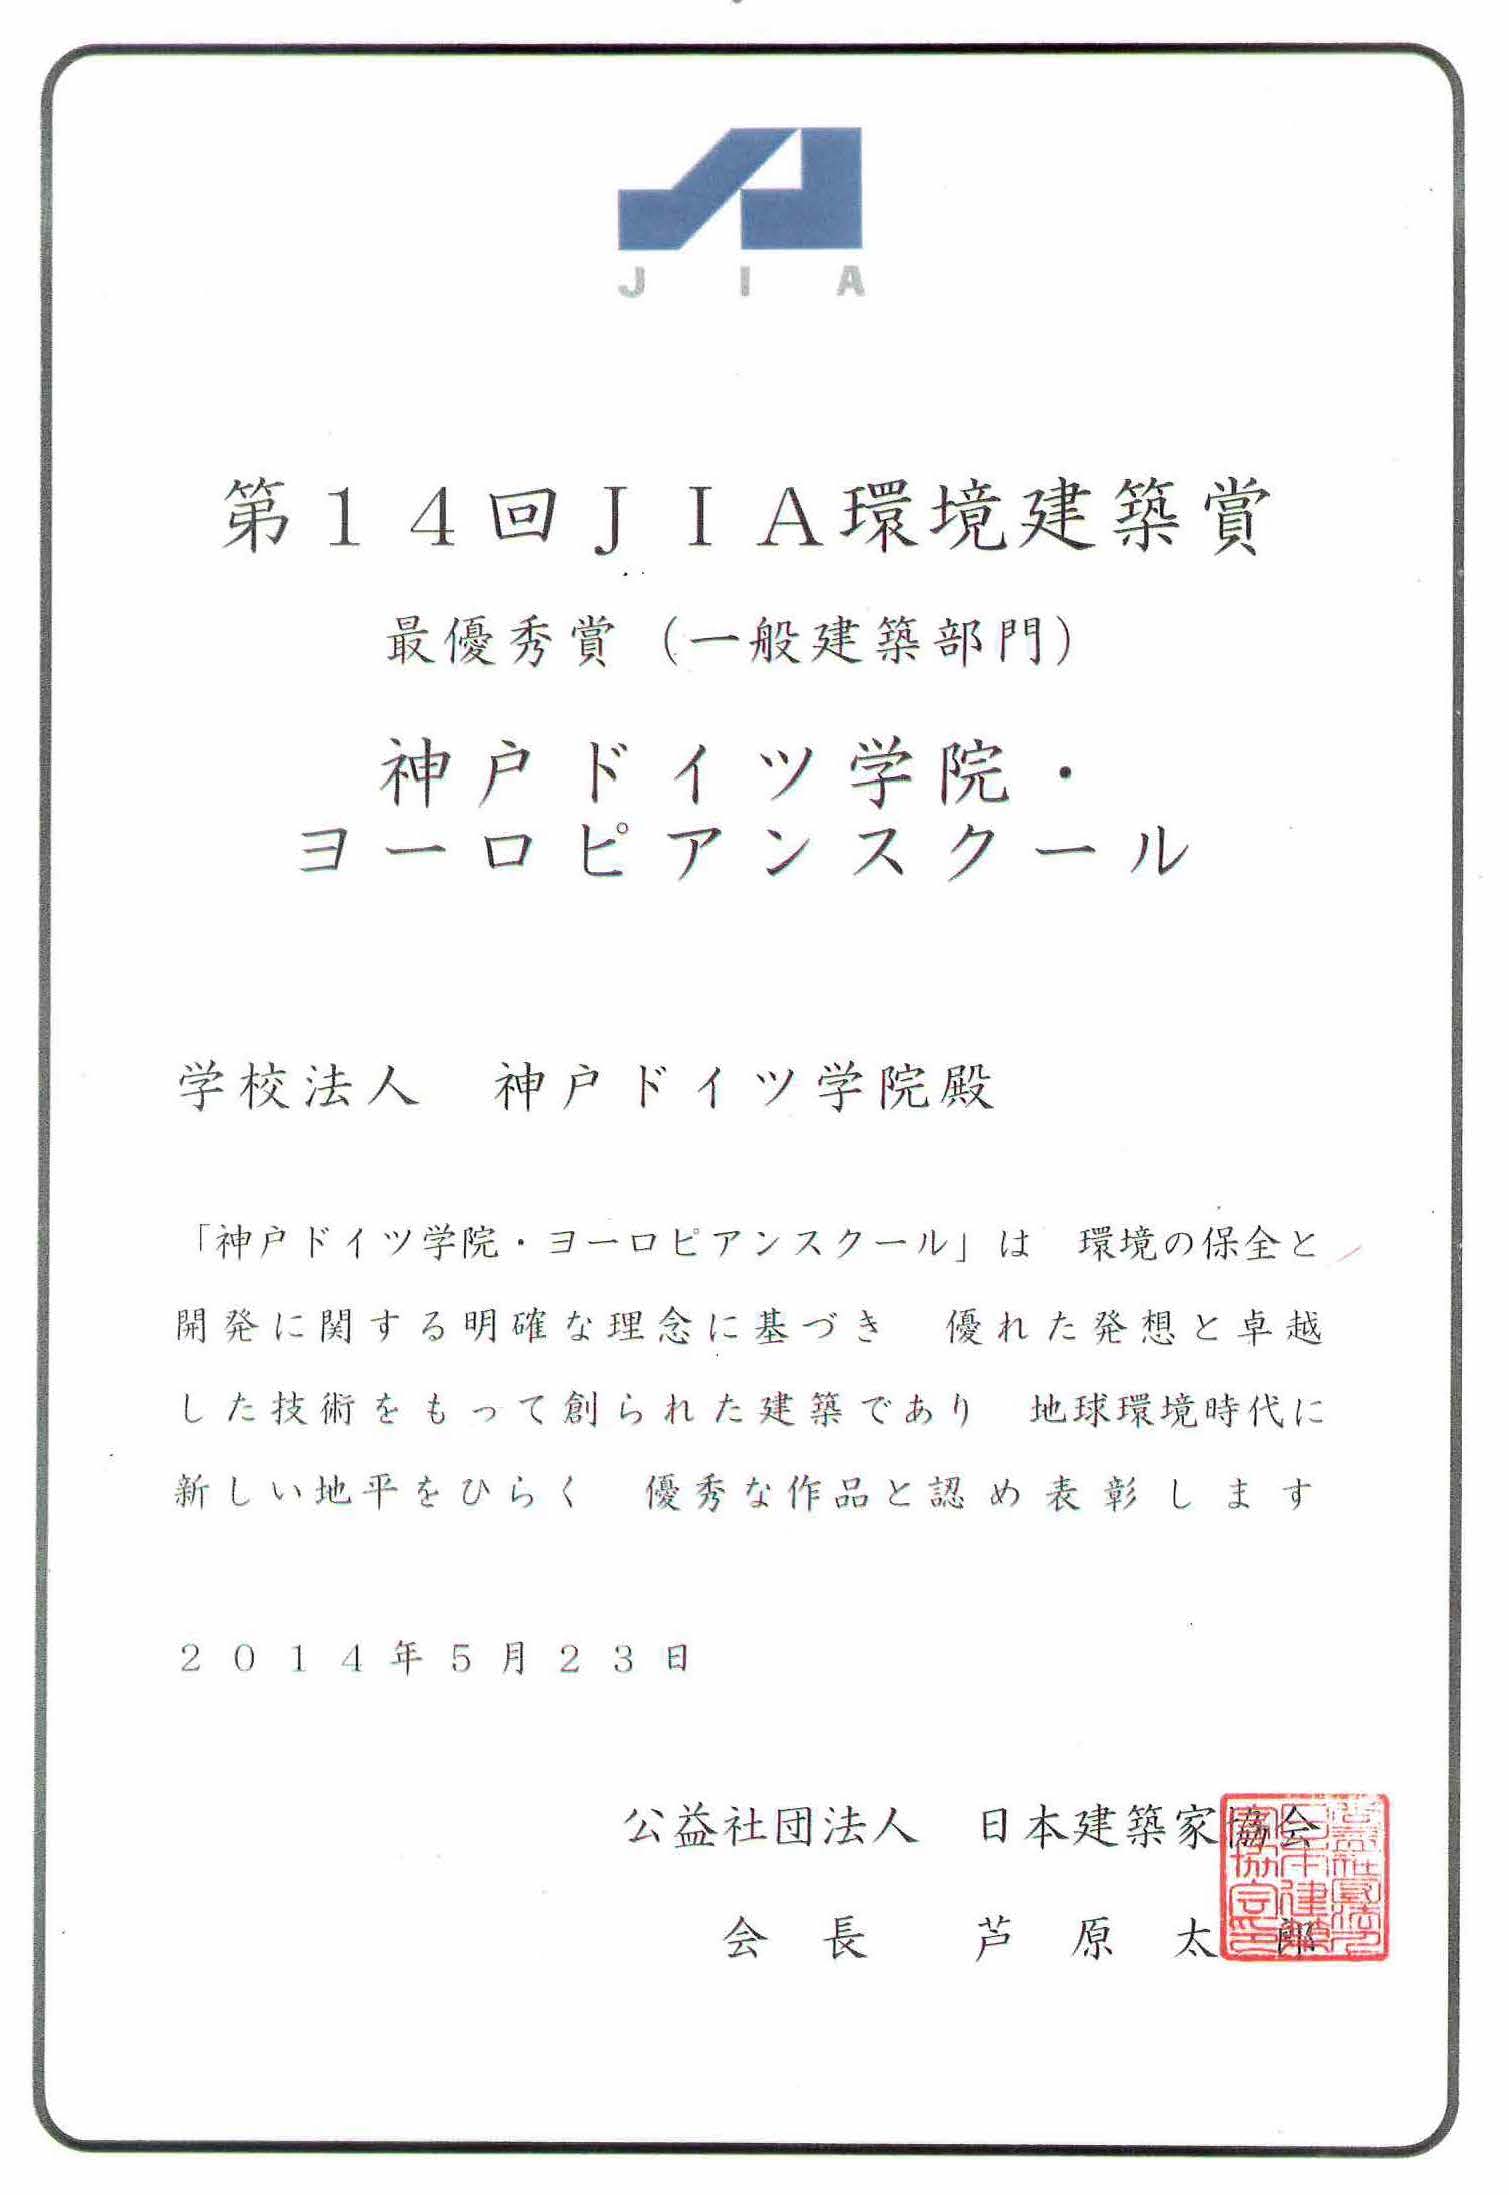 JIA
第１４回ＪＩＡ環境建築賞
最優秀賞（一般建築部門）
神戸ドイツ学院・
ヨーロピアンスクール
学校法人　神戸ドイツ学院殿
「神戸ドイツ学院・ヨーロピアンスクール」は　環境の保全と
開発に関する明確な理念に基づき　優れた発想と卓越
した技術をもって創られた建築であり　地球環境時代に
新しい地平をひらく　優秀な作品と認め表彰します
２０１４年５月２３日
公益社団法人　日本建築家協会
会長　芦原太郎